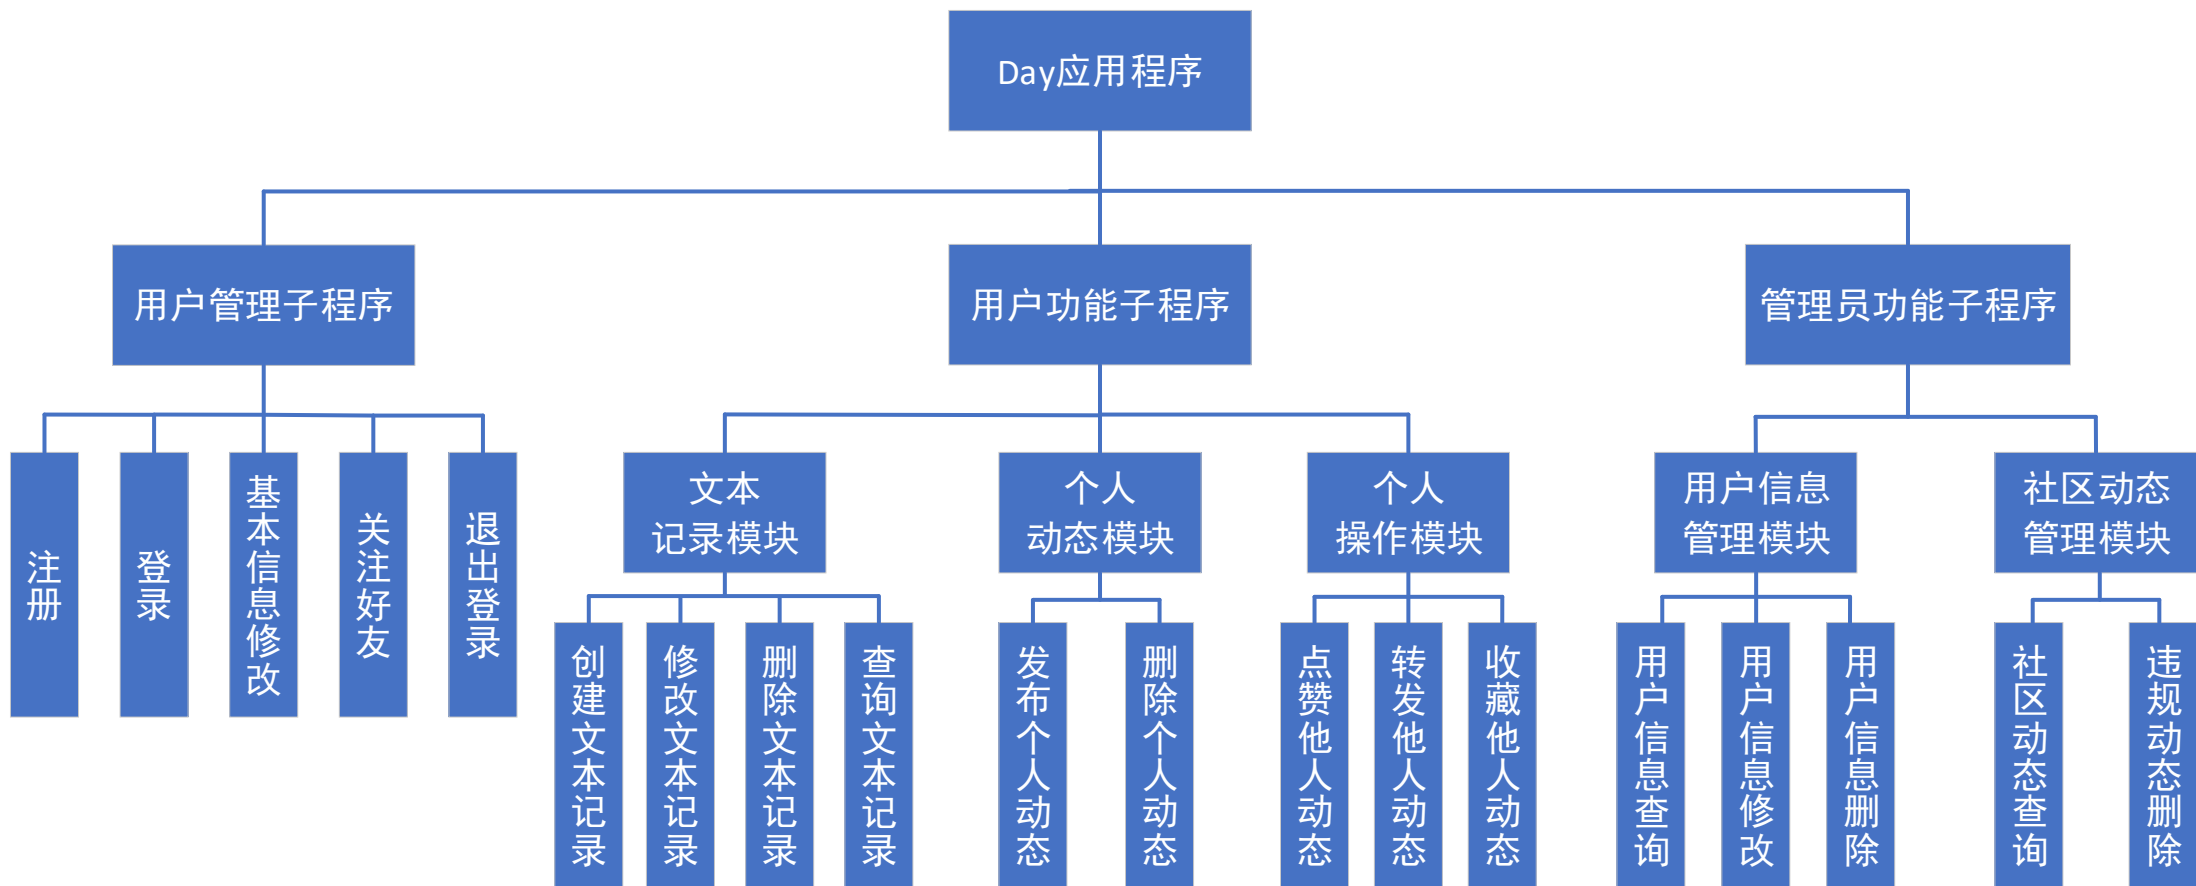 Day应用程序
用户管理子程序
用户功能子程序
管理员功能子程序
注册
登录
基本信息修改
关注好友
退出登录
文本
记录模块
个人
动态模块
个人
操作模块
用户信息
管理模块
社区动态
管理模块
创建文本记录
修改文本记录
删除文本记录
查询文本记录
发布个人动态
删除个人动态
点赞他人动态
转发他人动态
收藏他人动态
用户信息查询
用户信息修改
用户信息删除
社区动态查询
违规动态删除